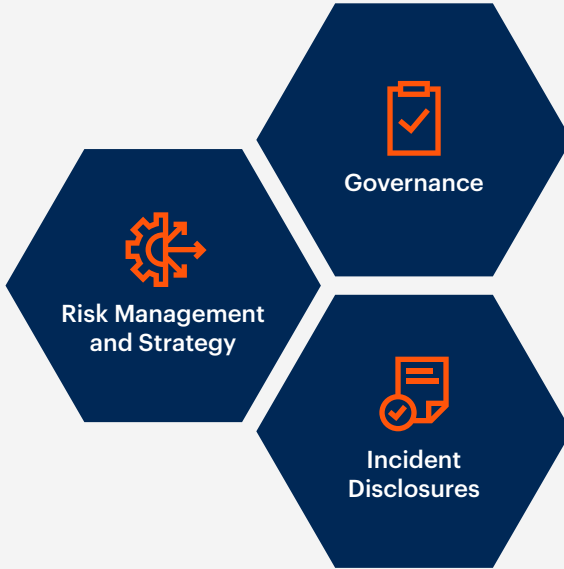 Governance
Risk Management
and Strategy
Incident
Disclosures